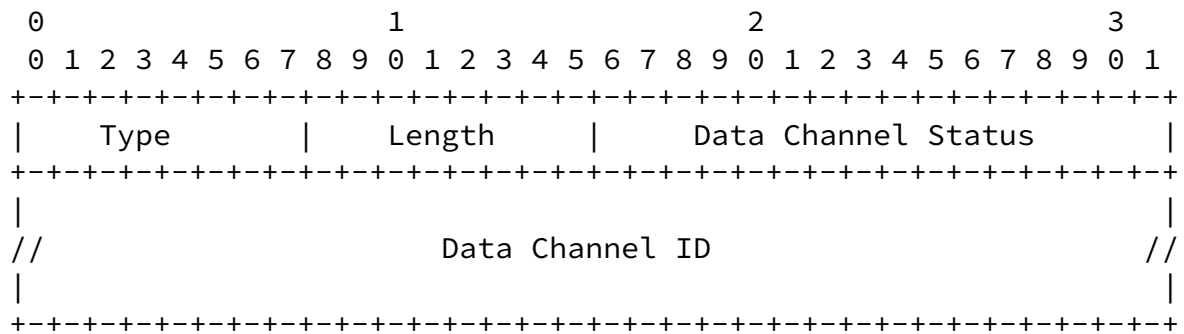 0                   1                   2                   3
 0 1 2 3 4 5 6 7 8 9 0 1 2 3 4 5 6 7 8 9 0 1 2 3 4 5 6 7 8 9 0 1
+-+-+-+-+-+-+-+-+-+-+-+-+-+-+-+-+-+-+-+-+-+-+-+-+-+-+-+-+-+-+-+-+
|    Type       |    Length     |     Data Channel Status       |
+-+-+-+-+-+-+-+-+-+-+-+-+-+-+-+-+-+-+-+-+-+-+-+-+-+-+-+-+-+-+-+-+
|                                                               |
//                      Data Channel ID                        //
|                                                               |
+-+-+-+-+-+-+-+-+-+-+-+-+-+-+-+-+-+-+-+-+-+-+-+-+-+-+-+-+-+-+-+-+